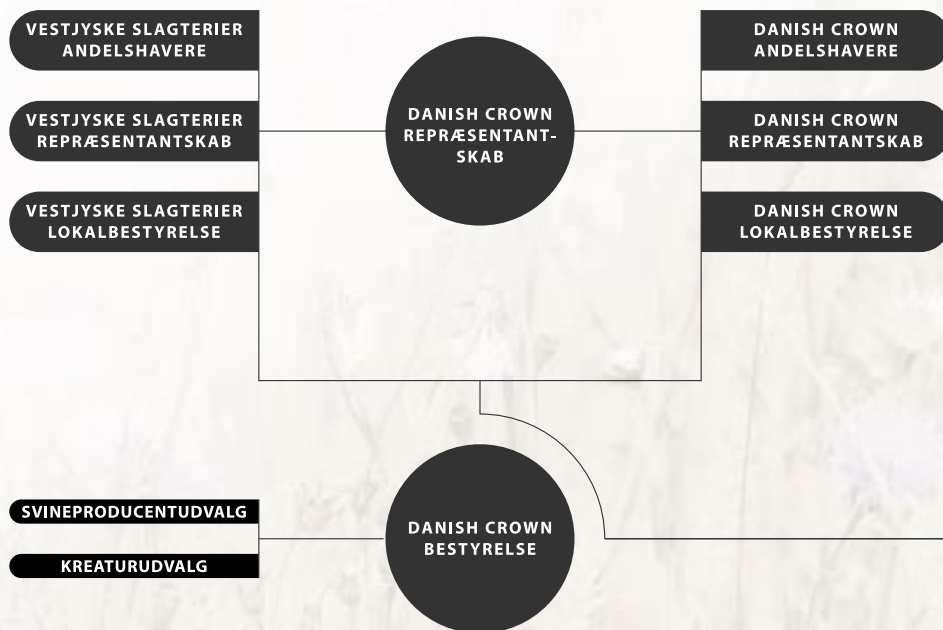 VESTJYSKE SLAGTERIER
ANDELSHAVERE
VESTJYSKE SLAGTERIER
REPRÆSENTANTSKAB
VESTJYSKE SLAGTERIER
LOKALBESTYRELSE
DANISH CROWN
REPRÆSENTANT-
SKAB
DANISH CROWN
ANDELSHAVERE
DANISH CROWN
REPRÆSENTANTSKAB
DANISH CROWN
LOKALBESTYRELSE
SVINEPRODUCENTUDVALG
KREATURUDVALG
DANISH CROWN
BESTYRELSE